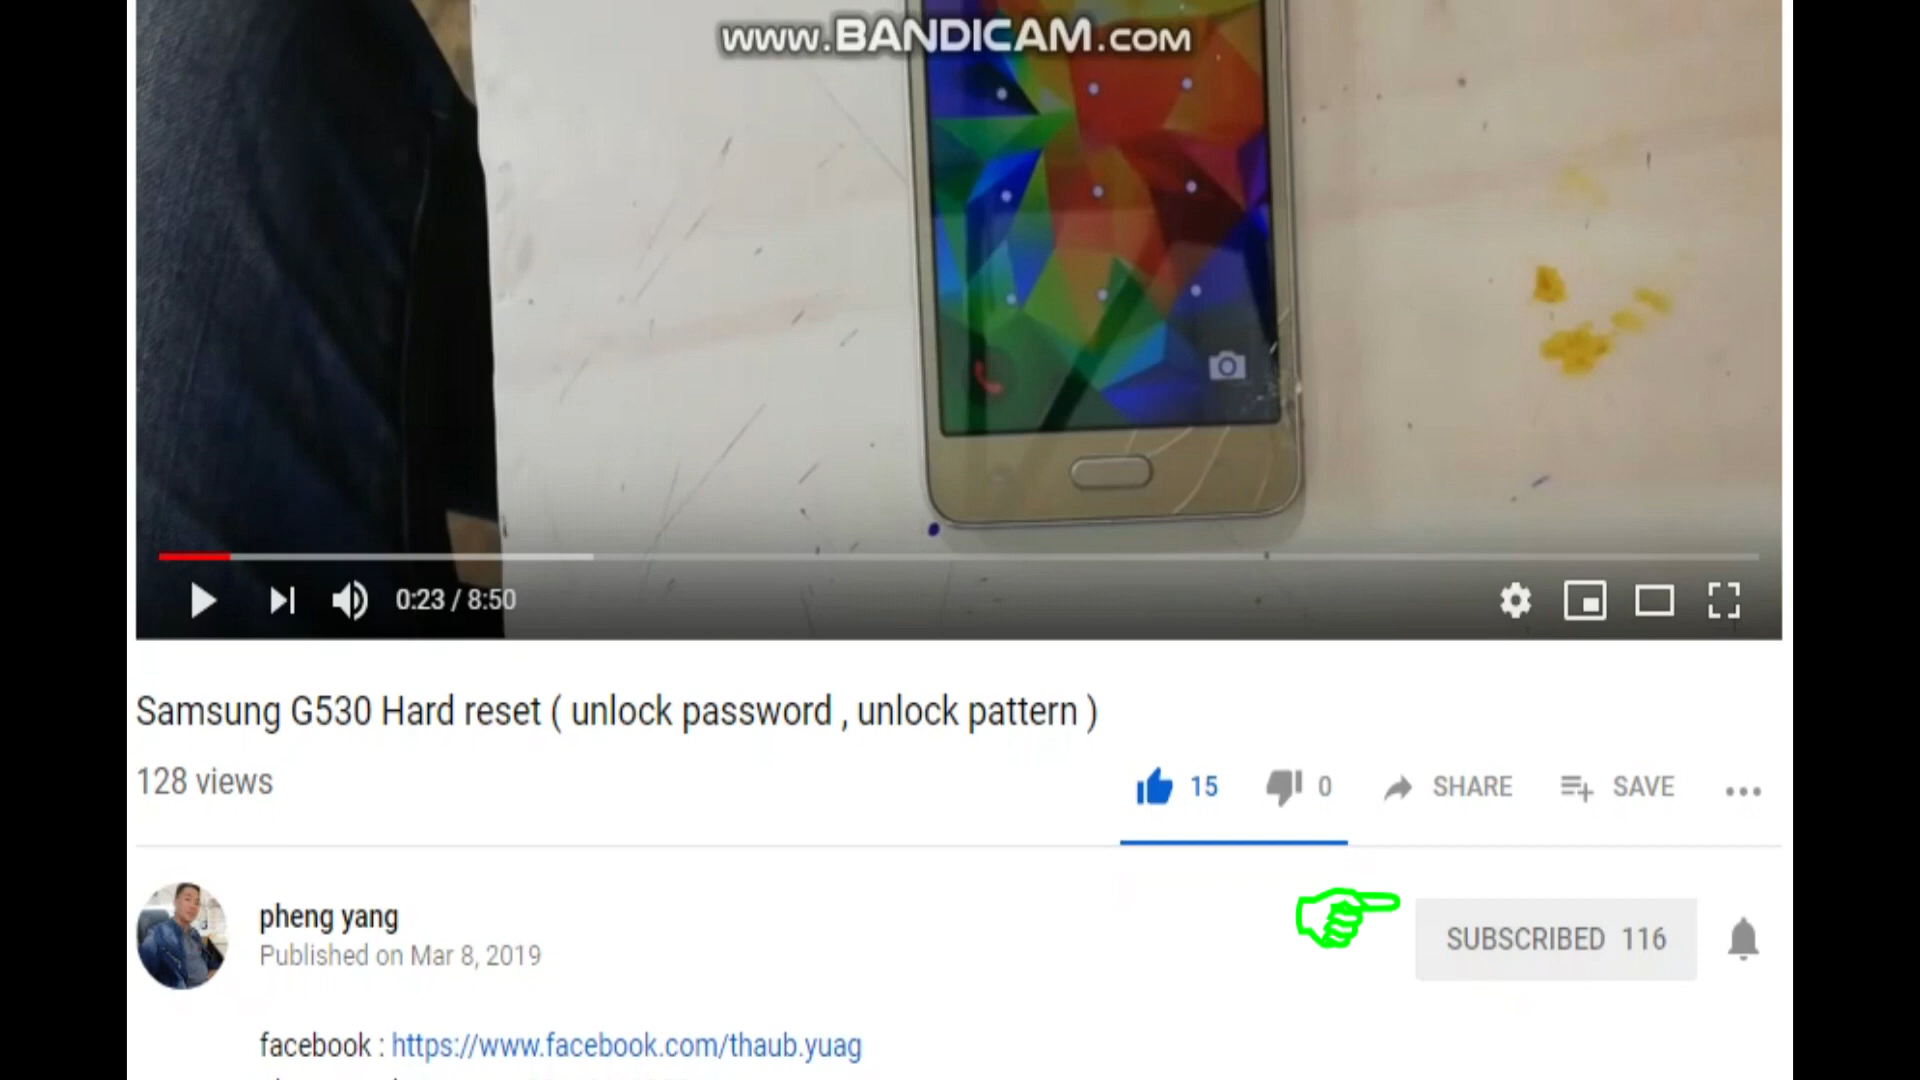 www.BANDICAM.COM
0:23 / 8:50
Samsung G530 Hard reset ( unlock password , unlock pattern )
128 views
15 0 SHARE SAVE
pheng yang
Published on Mar 8, 2019
SUBSCRIBED 116
facebook : https://www.facebook.com/thaub.yuag